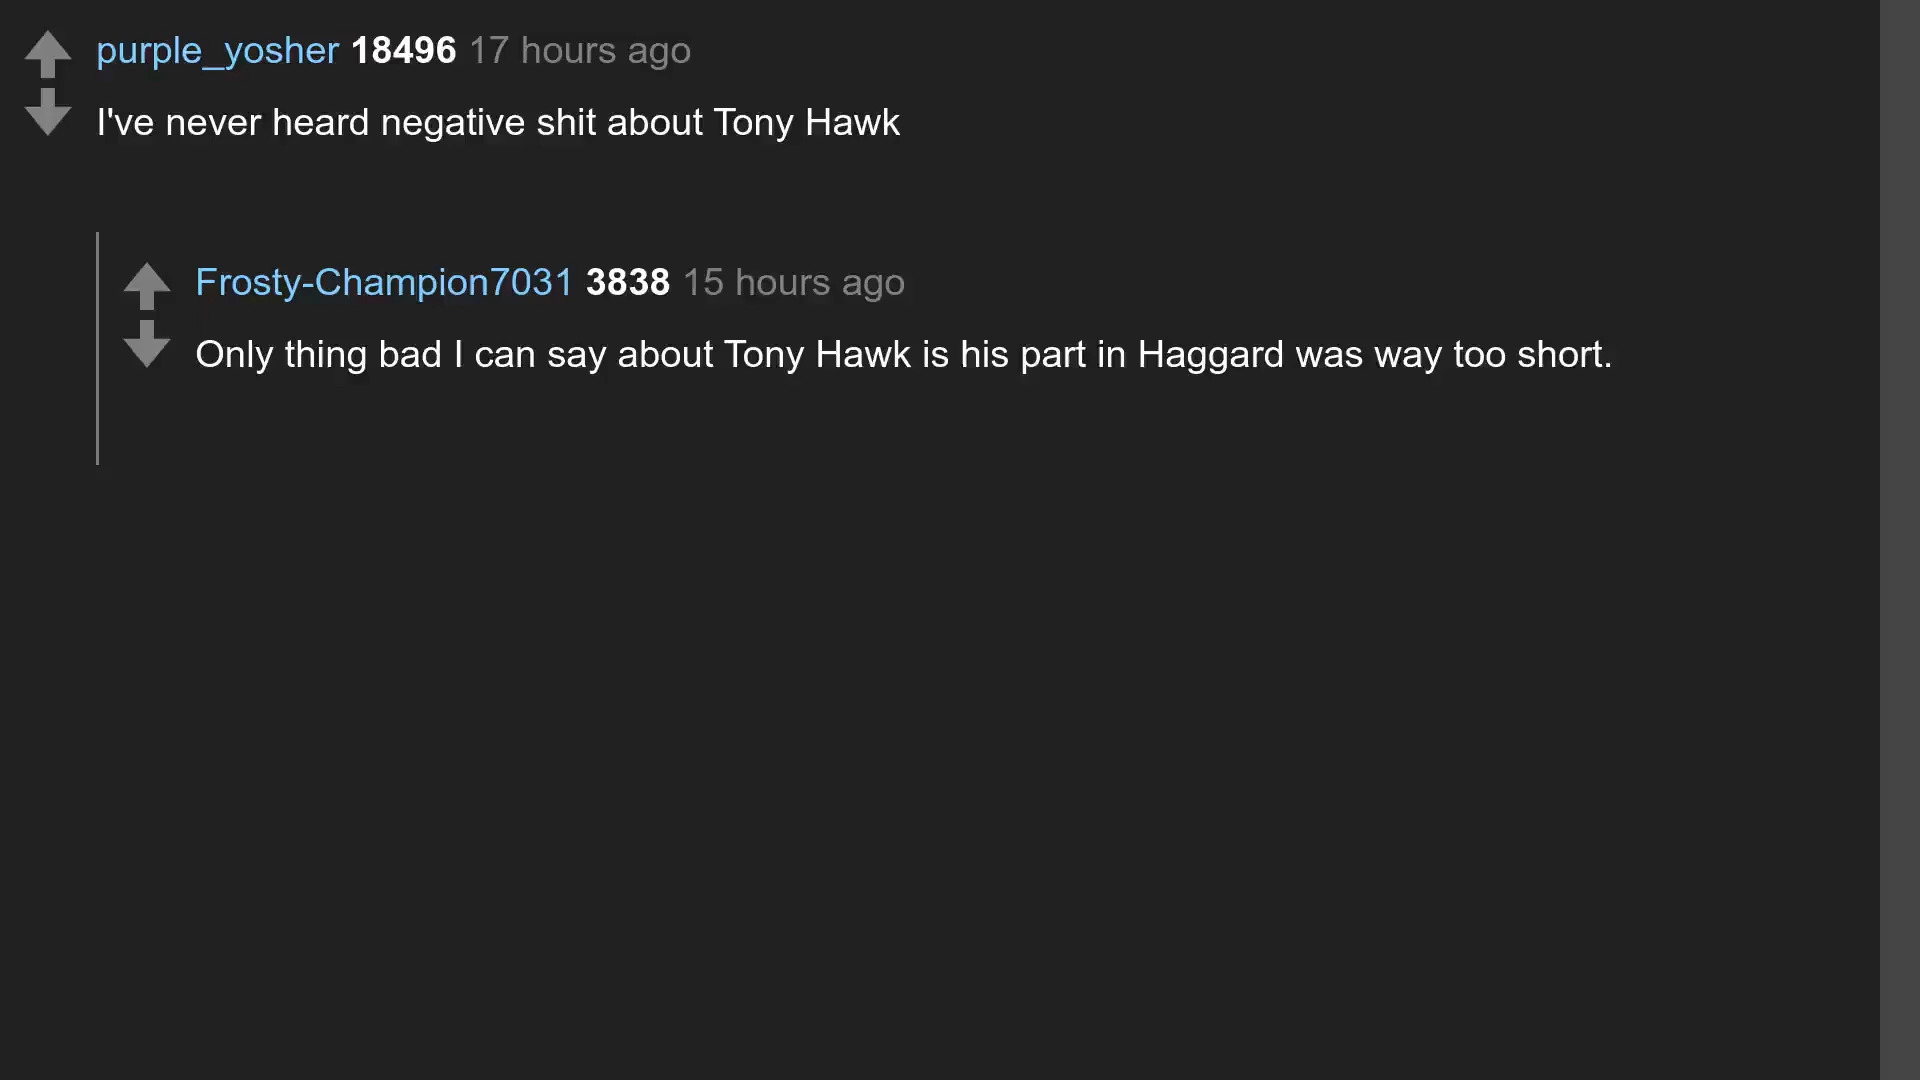 purple_yosher 18496 17 hours ago
I've never heard negative shit about Tony Hawk
Frosty-Champion7031 3838 15 hours ago
Only thing bad I can say about Tony Hawk is his part in Haggard was way too short.